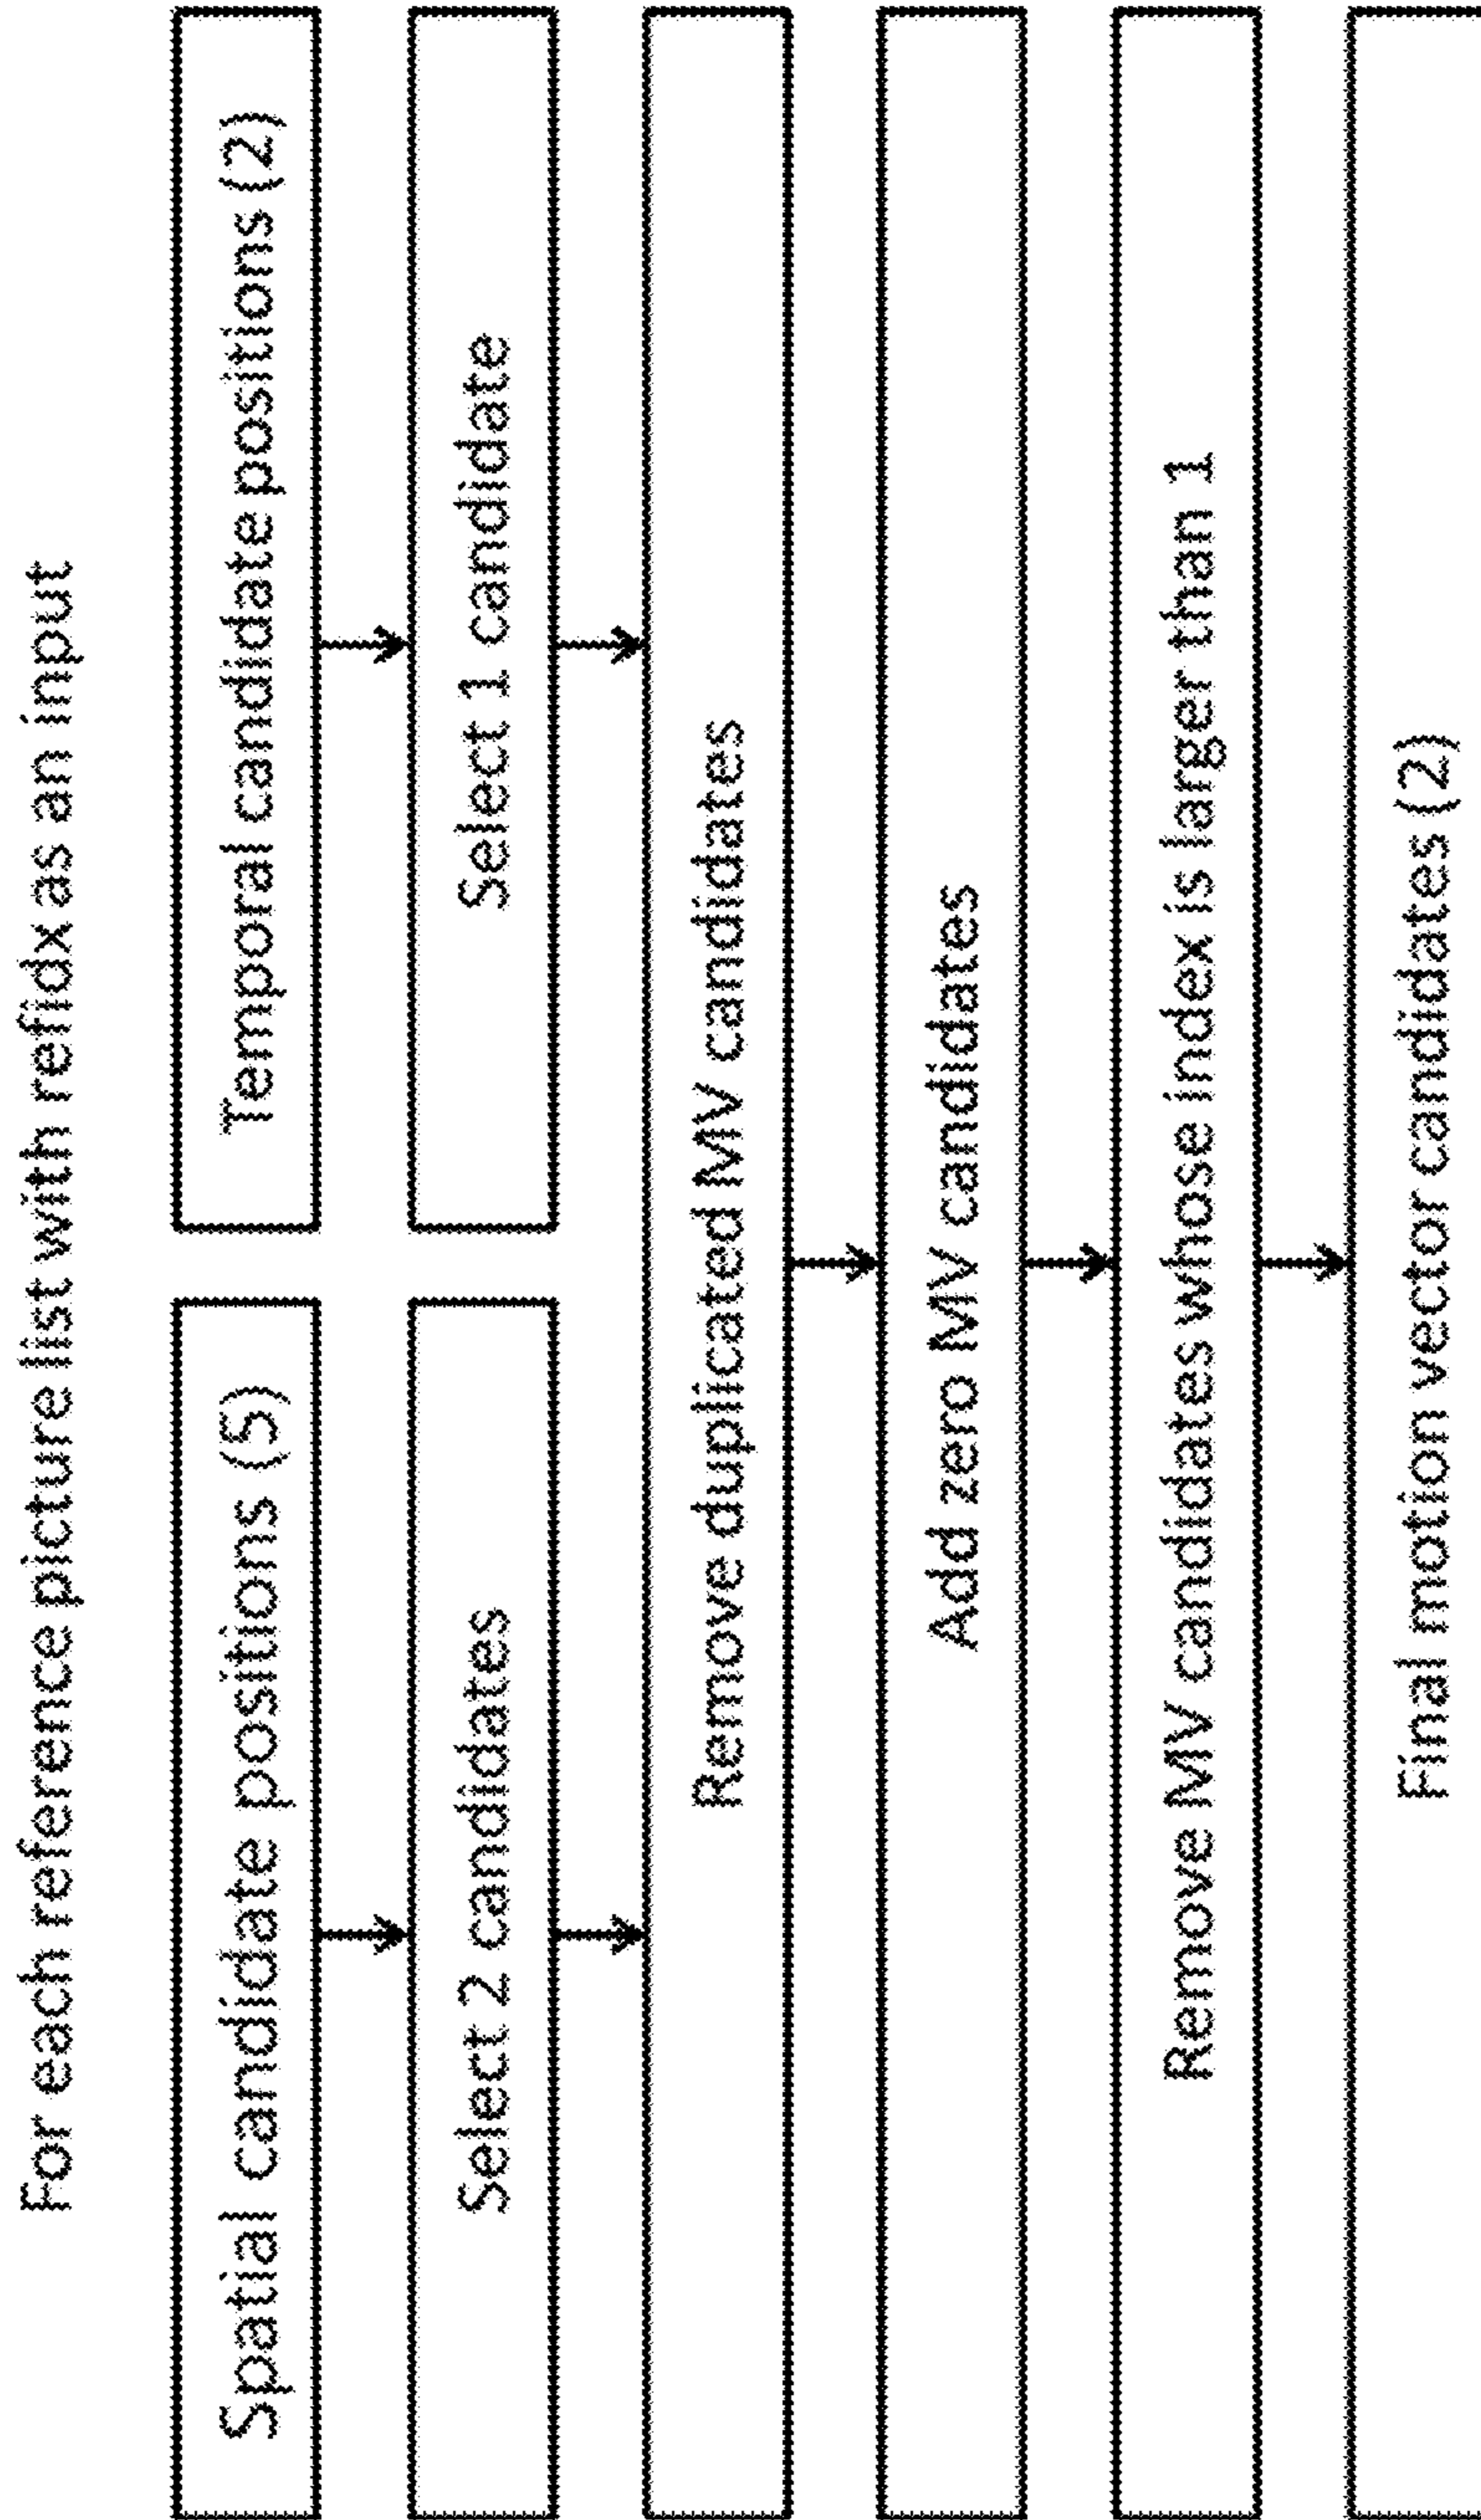 For each reference picture list with refidx as an input
Spatial candidate positions (5)
Temporal candidate positions (2)
Select 2 candidates
Select 1 candidate
Remove duplicated MV candidates
Add zero MV candidates
Remove MV candidates whose index is larger than 1
Final motion vector candidates (2)